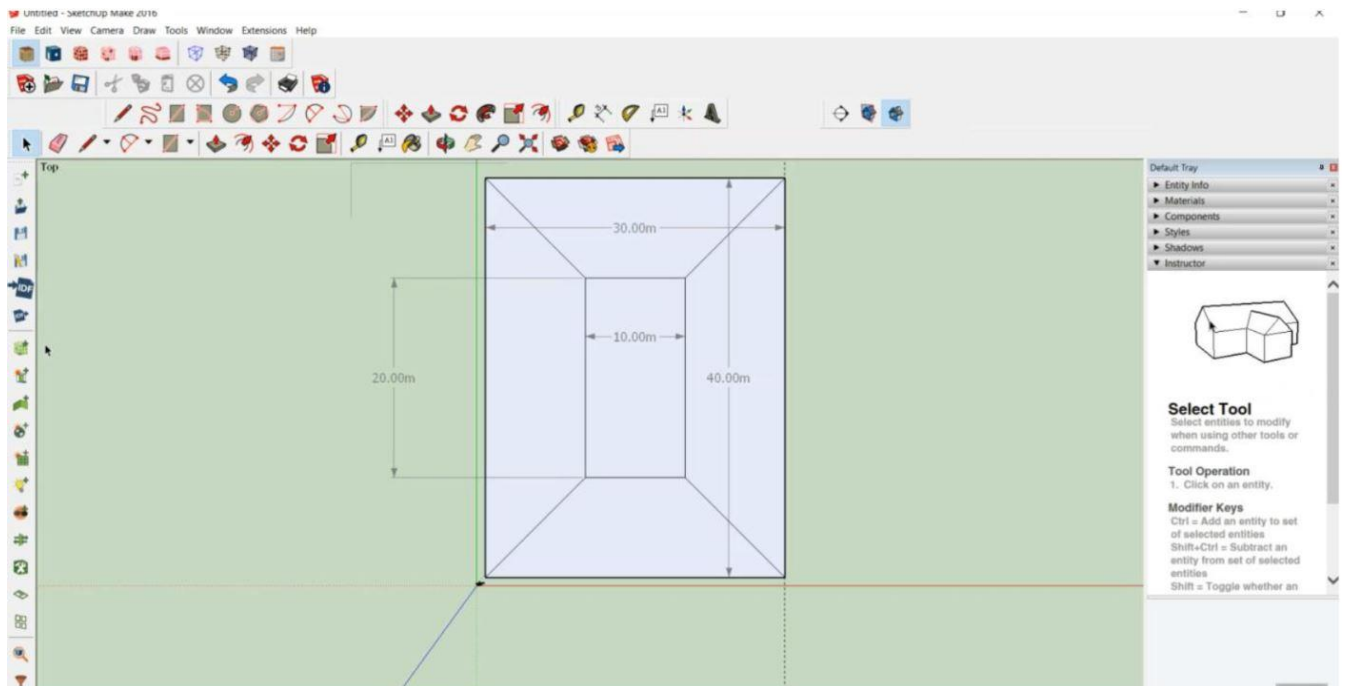 Untitled - SketchUp Make 2016
File Edit View Camera Draw Tools Window Extensions Help
A1
A1
Top
Default Tray
Entity Info
Materials
Components
Styles
Shadows
Instructor
30.00m
IDF
10.00m
20.00m
40.00m
Select Tool
Select entities to modify
when using other tools or
commands.
Tool Operation
1. Click on an entity.
Modifier Keys
Ctrl = Add an entity to set
of selected entities
Shift+Ctrl = Subtract an
entity from set of selected
entities
Shift = Toggle whether an